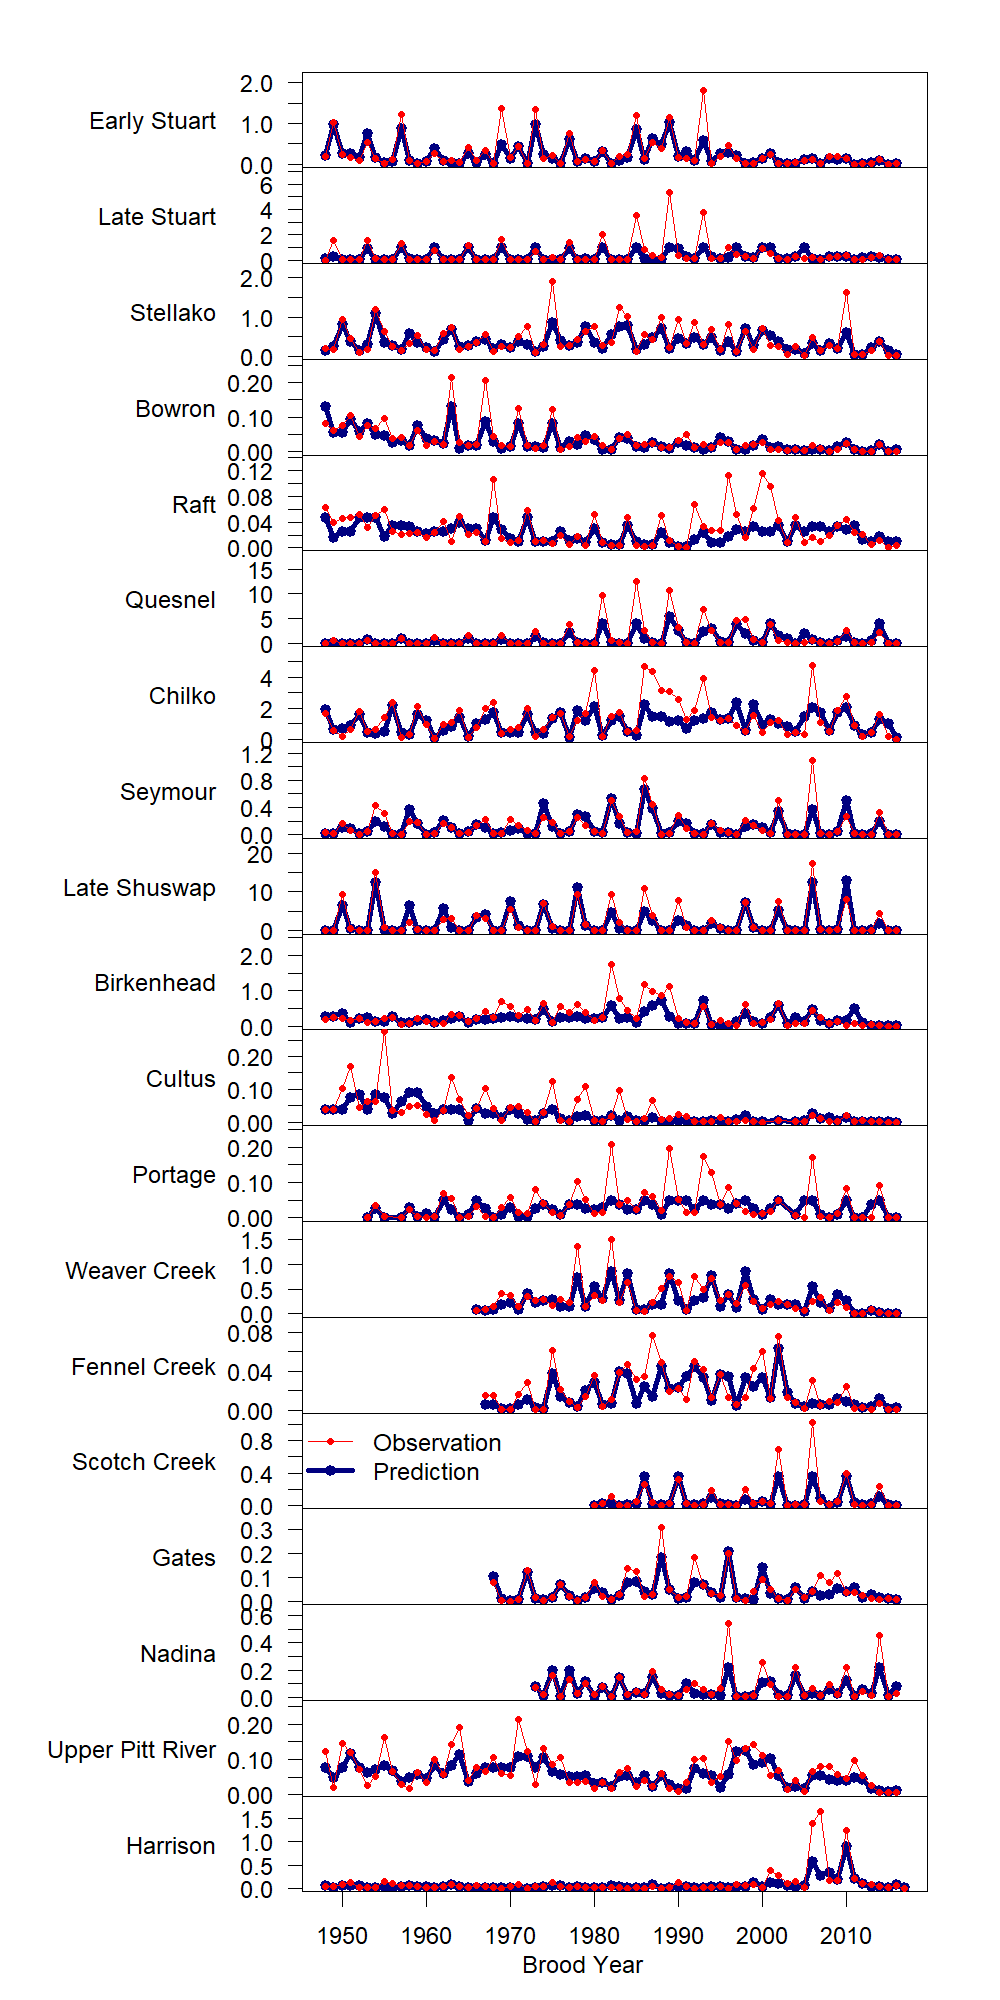 Early Stuart
2.0
1.0
0.0
Late Stuart
6
4
2
0
Stellako
2.0
1.0
0.0
Bowron
0.20
0.10
0.00
Raft
0.12
0.08
0.04
0.00
Quesnel
15
10
5
0
Chilko
4
2
0
Seymour
1.2
0.8
0.4
0.0
Late Shuswap
20
10
0
Birkenhead
2.0
1.0
0.0
Cultus
0.20
0.10
0.00
Portage
0.20
0.10
0.00
Weaver Creek
1.5
1.0
0.5
0.0
Fennel Creek
0.08
0.04
0.00
Scotch Creek
0.8
0.4
0.0
Observation
Prediction
Gates
0.3
0.2
0.1
0.0
Nadina
0.6
0.4
0.2
0.0
Upper Pitt River
0.20
0.10
0.00
Harrison
1.5
1.0
0.5
0.0
1950 1960 1970 1980 1990 2000 2010
Brood Year